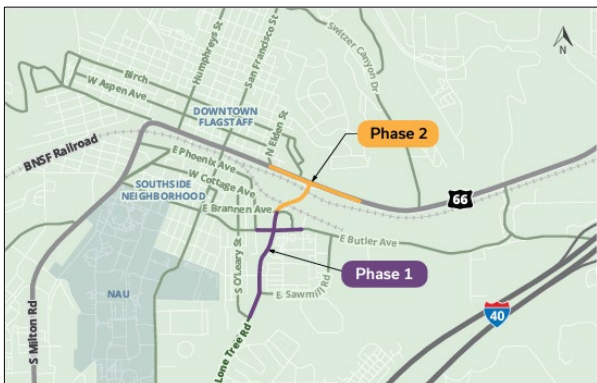 Humphreys St
San Francisco St
Switzer Canyon Dr
N
Birch
W Aspen Ave
DOWNTOWN
FLAGSTAFF
N Elden St
Phase 2
BNSF Railroad
E Phoenix Ave
W Cottage Ave
SOUTHSIDE
NEIGHBORHOOD
E Brannen Ave
66
E Butler Ave
S O'Leary St
Phase 1
NAU
E Sawmill Rd
40
S Milton Rd
Lone Tree Rd